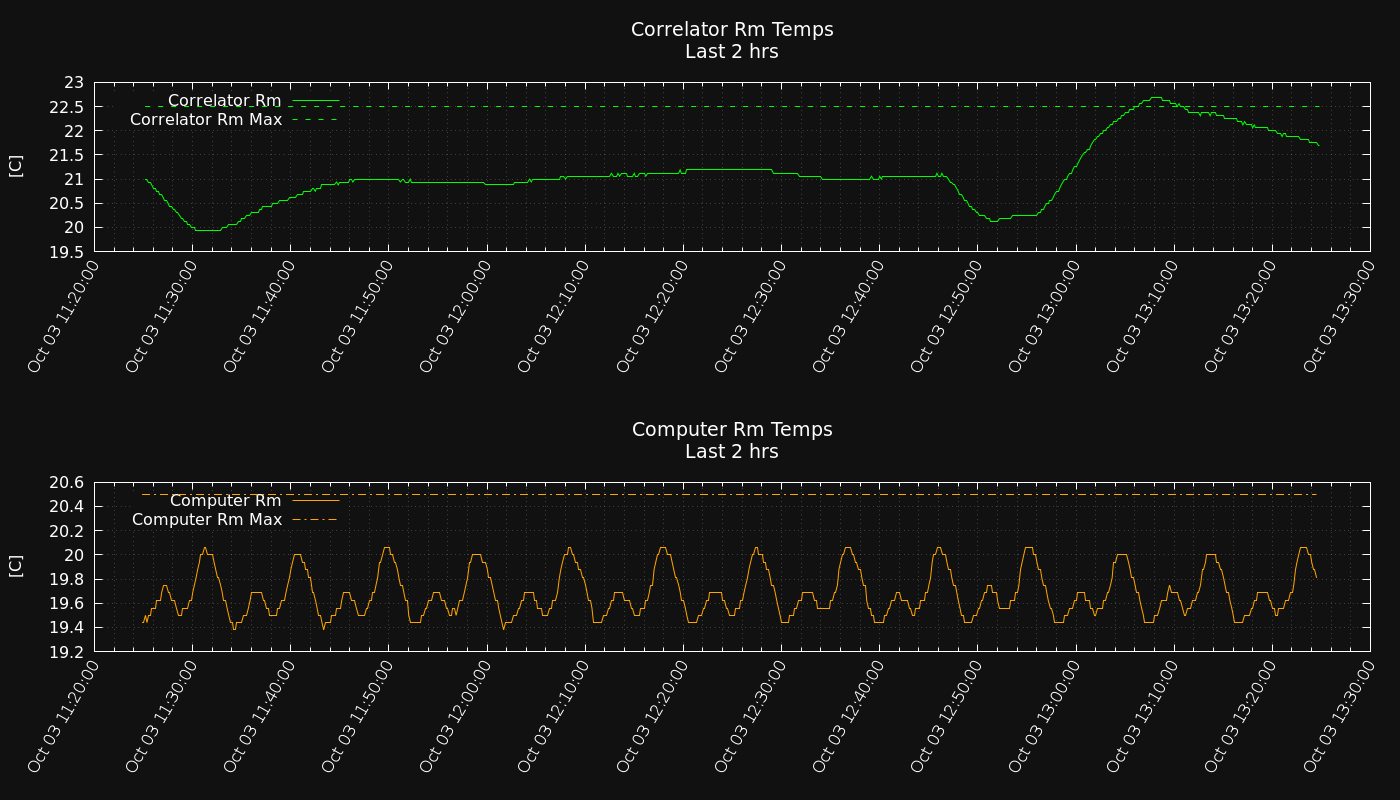 Correlator Rm Temps
Last 2 hrs
23
22.5
22
21.5
21
20.5
20
19.5
[C]
Correlator Rm
Correlator Rm Max
Oct 03 11:20:00
Oct 03 11:30:00
Oct 03 11:40:00
Oct 03 11:50:00
Oct 03 12:00:00
Oct 03 12:10:00
Oct 03 12:20:00
Oct 03 12:30:00
Oct 03 12:40:00
Oct 03 12:50:00
Oct 03 13:00:00
Oct 03 13:10:00
Oct 03 13:20:00
Oct 03 13:30:00
Computer Rm Temps
Last 2 hrs
20.6
20.4
20.2
20
19.8
19.6
19.4
19.2
[C]
Computer Rm
Computer Rm Max
Oct 03 11:20:00
Oct 03 11:30:00
Oct 03 11:40:00
Oct 03 11:50:00
Oct 03 12:00:00
Oct 03 12:10:00
Oct 03 12:20:00
Oct 03 12:30:00
Oct 03 12:40:00
Oct 03 12:50:00
Oct 03 13:00:00
Oct 03 13:10:00
Oct 03 13:20:00
Oct 03 13:30:00